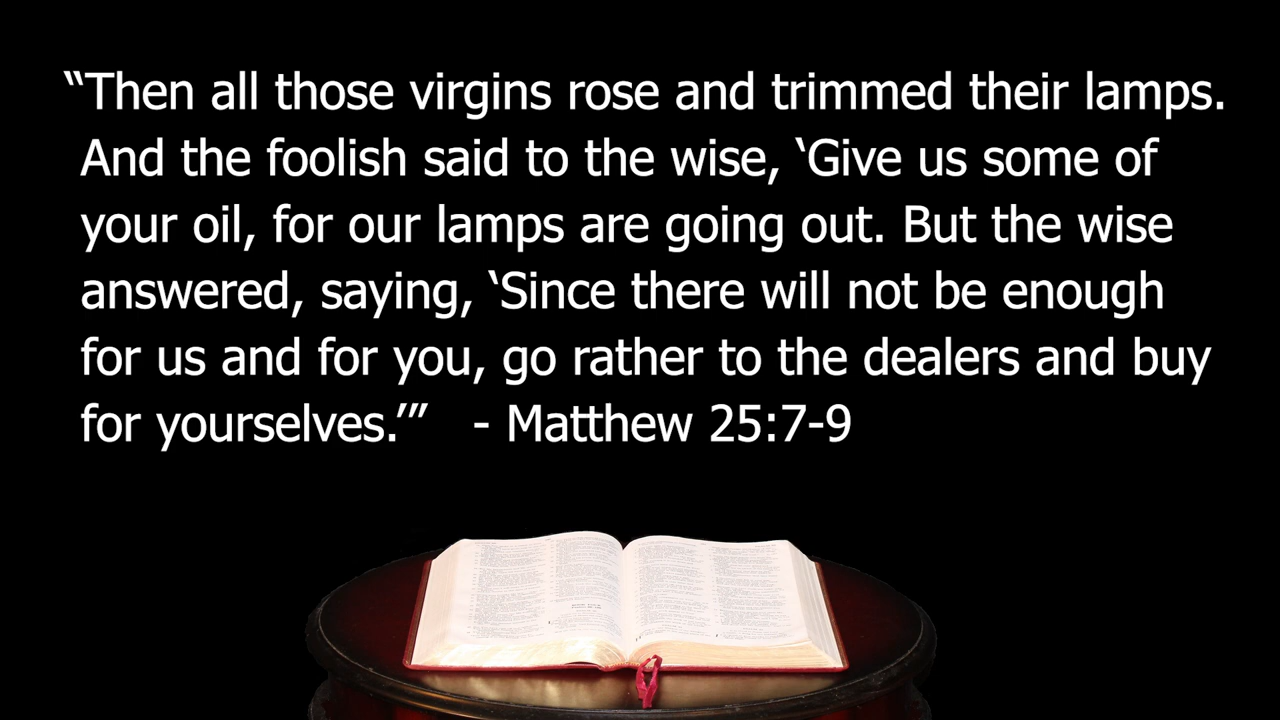 “Then all those virgins rose and trimmed their lamps.
And the foolish said to the wise, ‘Give us some of
your oil, for our lamps are going out. But the wise
answered, saying, ‘Since there will not be enough
for us and for you, go rather to the dealers and buy
for yourselves.’” - Matthew 25:7-9